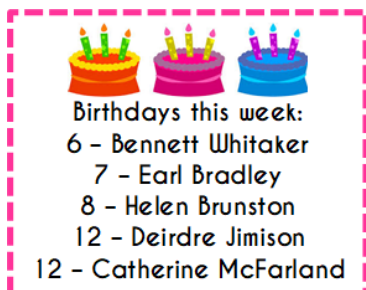 Birthdays this week:
6 – Bennett Whitaker
7 – Earl Bradley
8 – Helen Brunston
12 – Deirdre Jimison
12 – Catherine McFarland